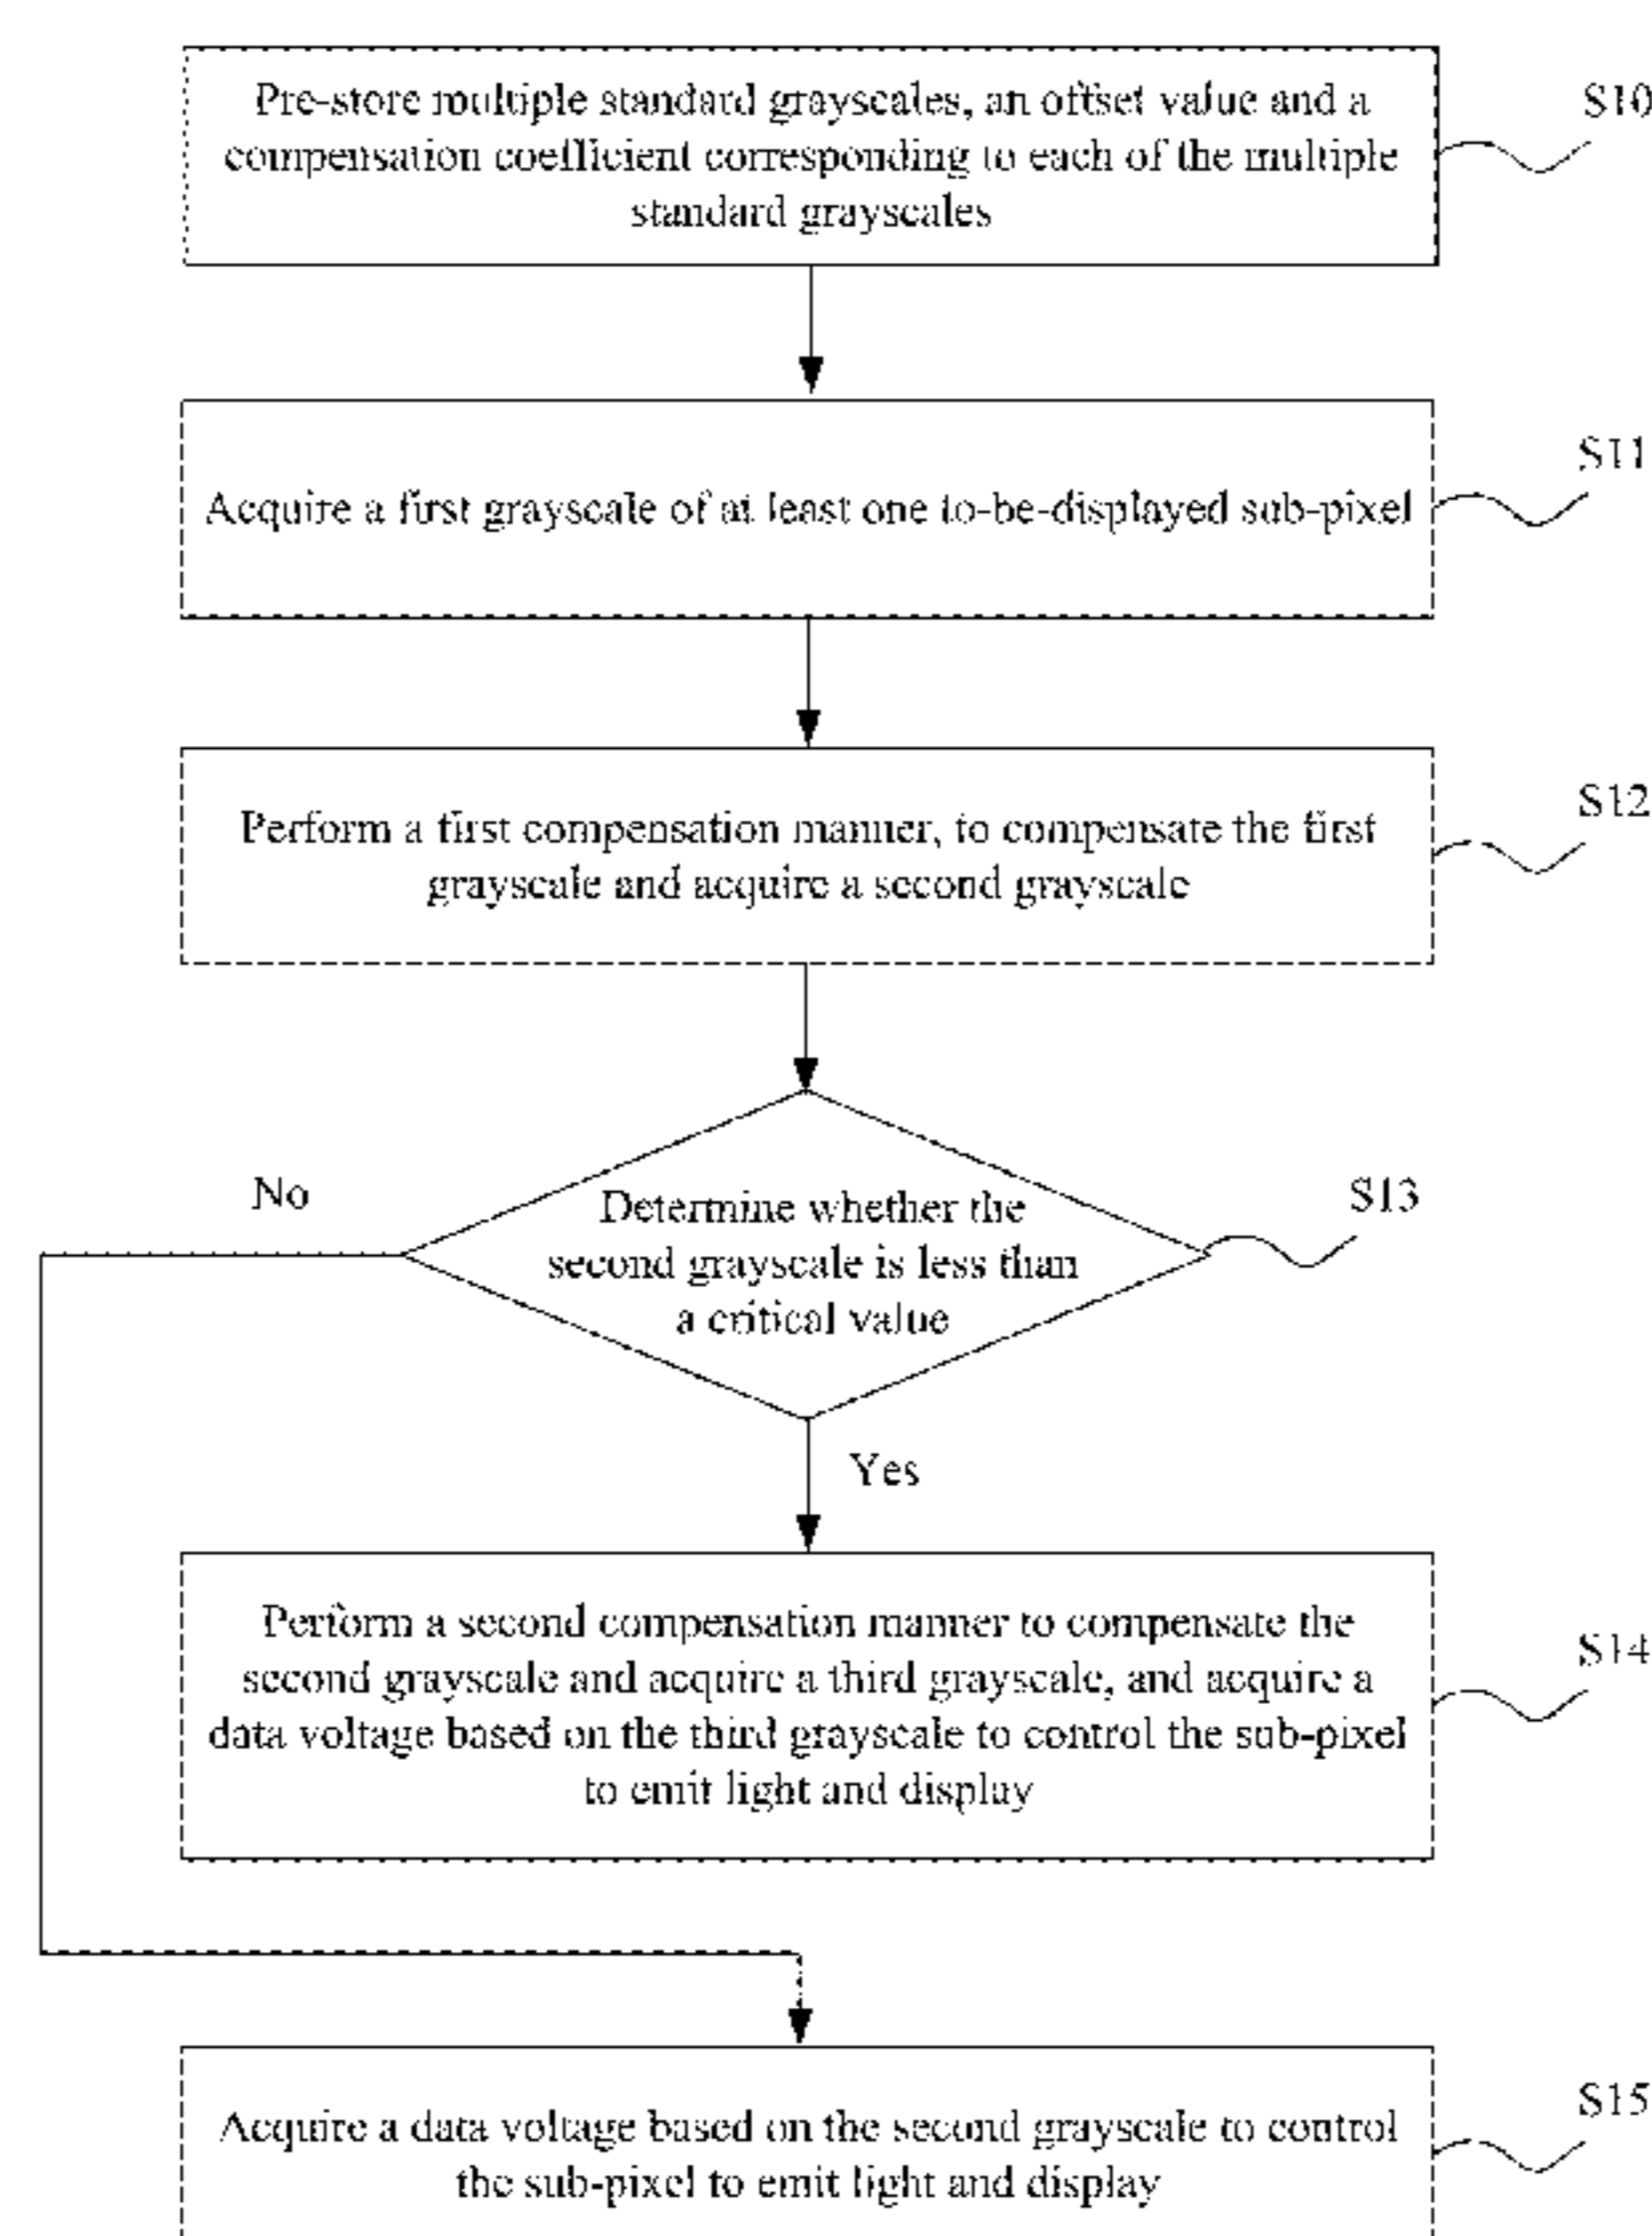 Pre-store multiple standard grayscales, an offset value and a
compensation coefficient corresponding to each of the multiple
standard grayscales
S10
Acquire a first grayscale of at least one to-be-displayed sub-pixel
S11
Perform a first compensation manner, to compensate the first
grayscale and acquire a second grayscale
S12
No
Determine whether the
second grayscale is less than
a critical value
S13
Yes
Perform a second compensation manner to compensate the
second grayscale and acquire a third grayscale, and acquire a
data voltage based on the third grayscale to control the sub-pixel
to emit light and display
S14
Acquire a data voltage based on the second grayscale to control
the sub-pixel to emit light and display
S15